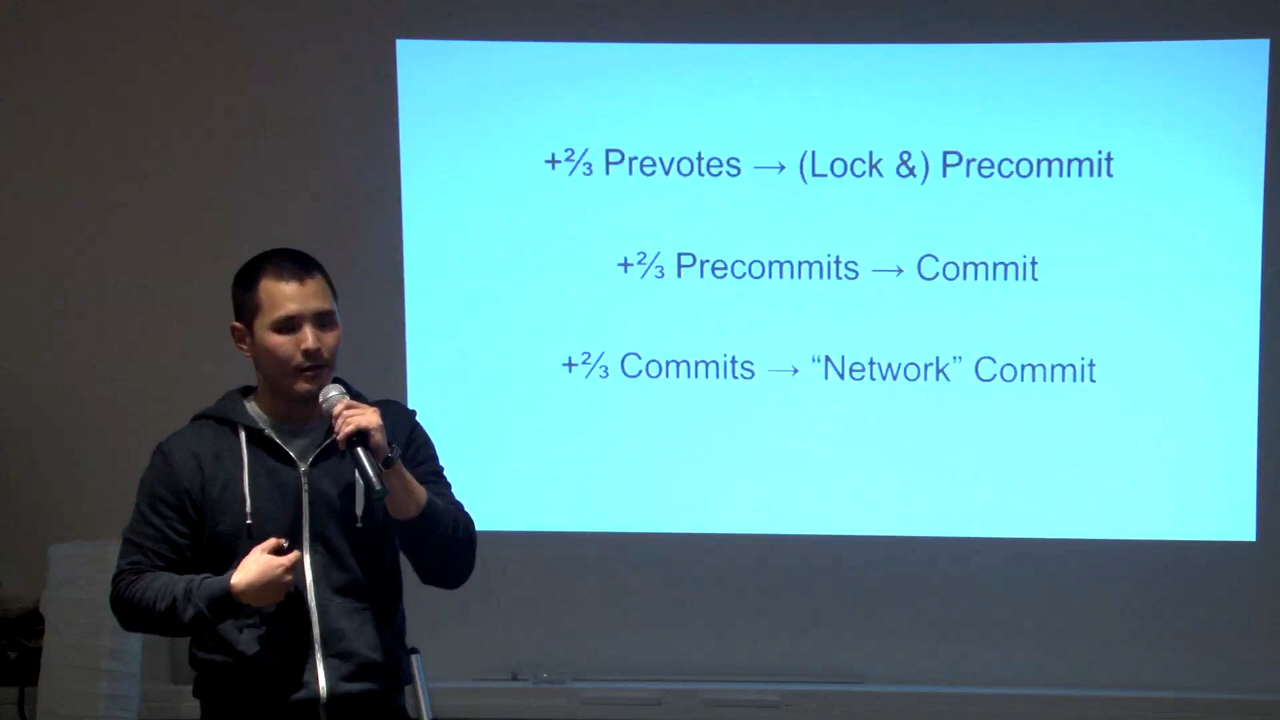 +⅔ Prevotes → (Lock &) Precommit
+⅔ Precommits → Commit
+⅔ Commits → “Network” Commit